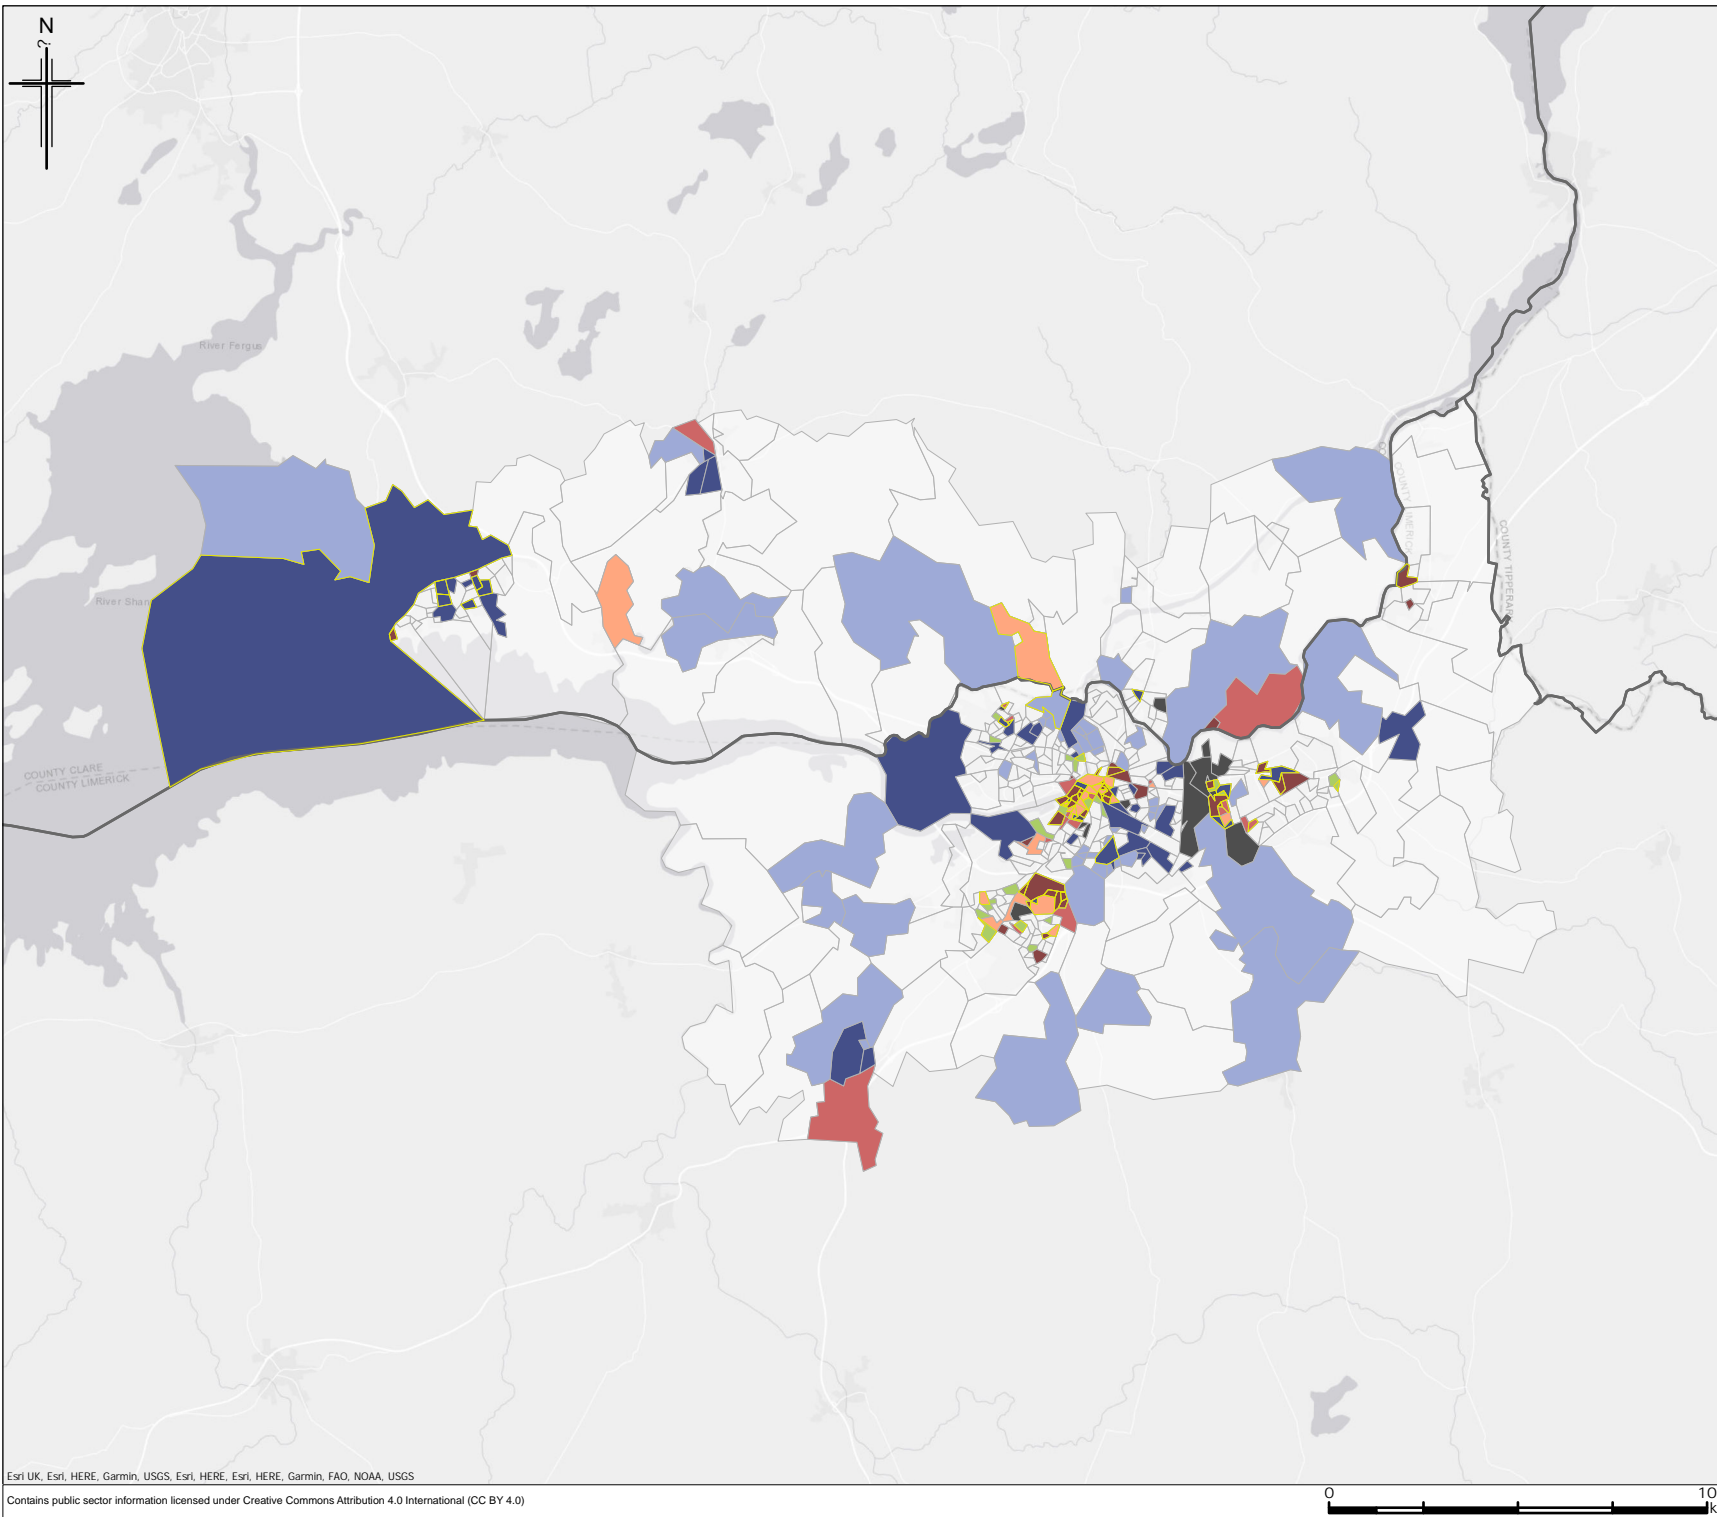 N
?
River Fergus
River Shan
COUNTY CLARE
COUNTY LIMERICK
COUNTY TIPPERAR
Esri UK, Esri, HERE, Garmin, USGS, Esri, HERE, Esri, HERE, Garmin, FAO, NOAA, USGS
Contains public sector information licensed under Creative Commons Attribution 4.0 International (CC BY 4.0)
0
10
k